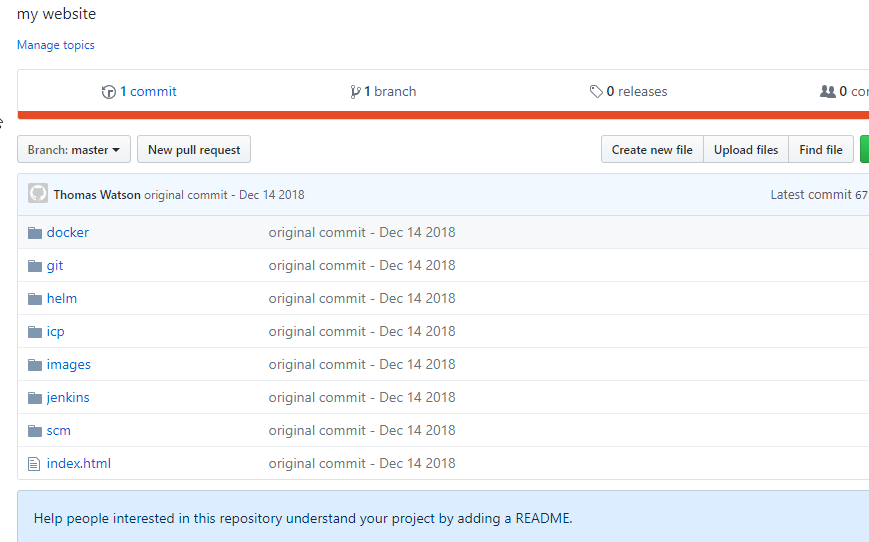 my website
Manage topics
1 commit 1 branch 0 releases 0
Branch: master New pull request Create new file Upload files Find file
Thomas Watson original commit - Dec 14 2018 Latest commit 67
docker original commit - Dec 14 2018
git original commit - Dec 14 2018
helm original commit - Dec 14 2018
icp original commit - Dec 14 2018
images original commit - Dec 14 2018
jenkins original commit - Dec 14 2018
scm original commit - Dec 14 2018
index.html original commit - Dec 14 2018
Help people interested in this repository understand your project by adding a README.